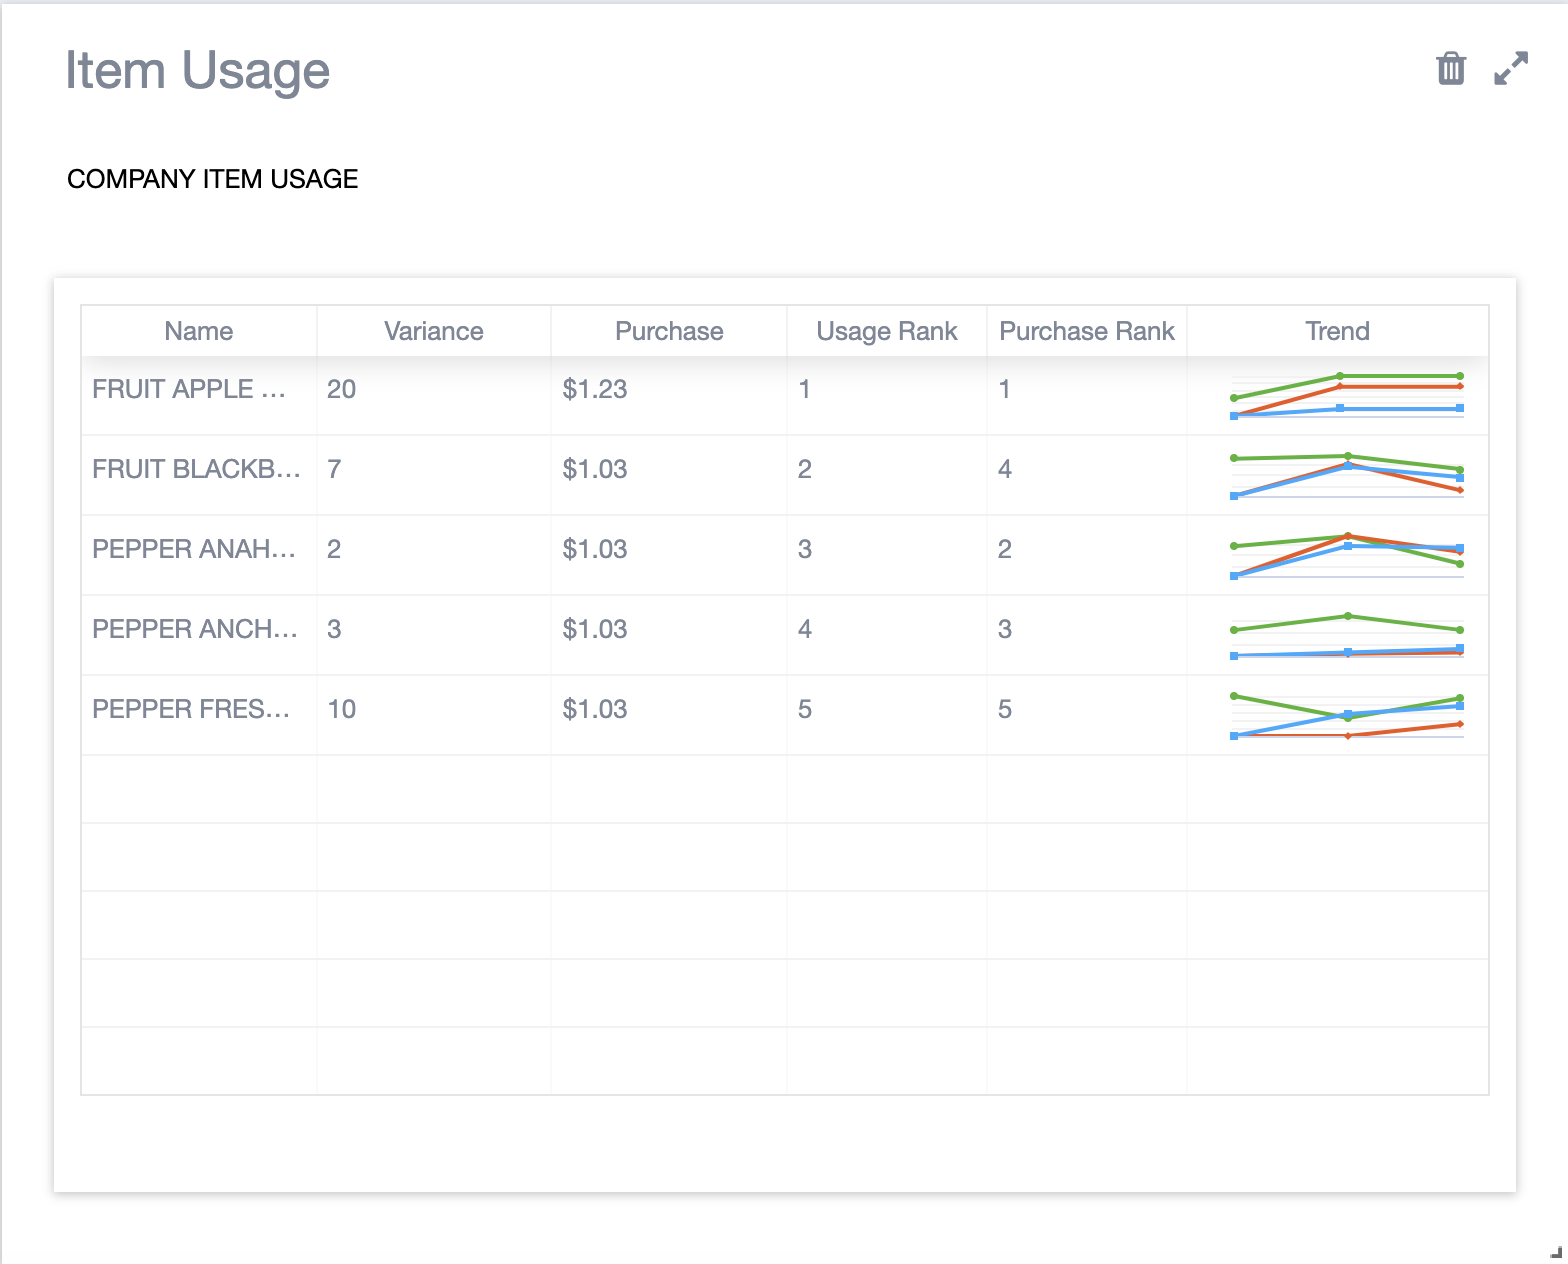 Item Usage
COMPANY ITEM USAGE
Name Variance Purchase Usage Rank Purchase Rank Trend
FRUIT APPLE ... 20 $1.23 1 1
FRUIT BLACKB... 7 $1.03 2 4
PEPPER ANAH... 2 $1.03 3 2
PEPPER ANCH... 3 $1.03 4 3
PEPPER FRES... 10 $1.03 5 5